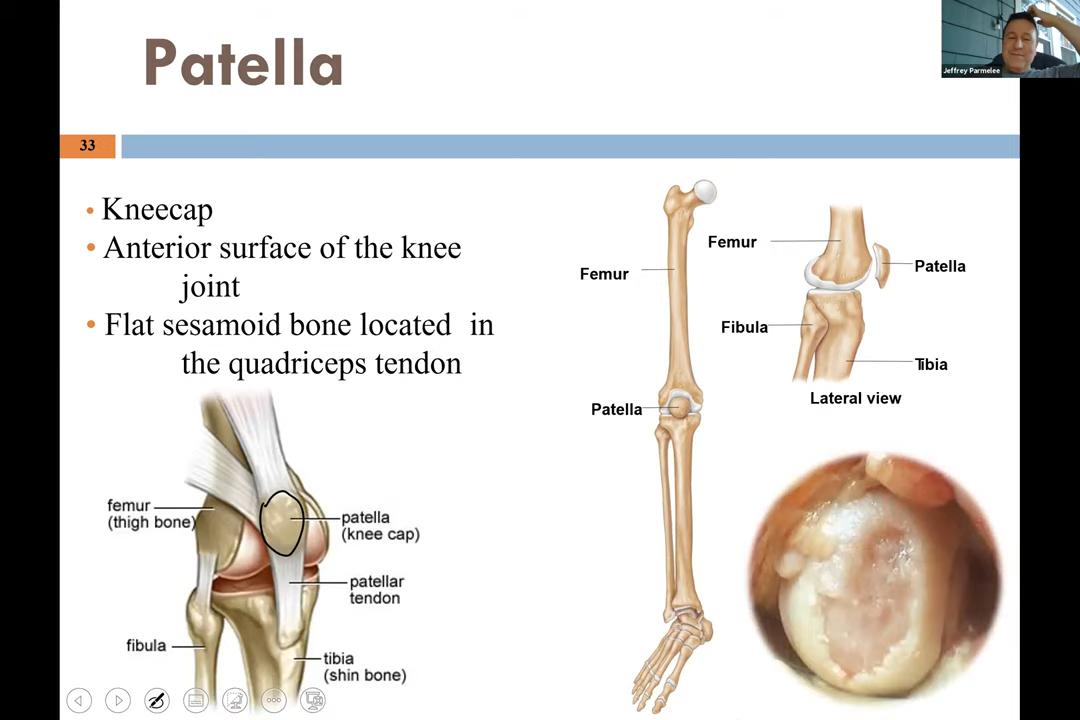 Patella
Jeffrey Parmelee
33
• Kneecap
• Anterior surface of the knee
joint
• Flat sesamoid bone located in
the quadriceps tendon
femur
(thigh bone)
patella
(knee cap)
patellar
tendon
fibula
tibia
(shin bone)
Femur
Patella
Femur
Patella
Fibula
Tibia
Lateral view